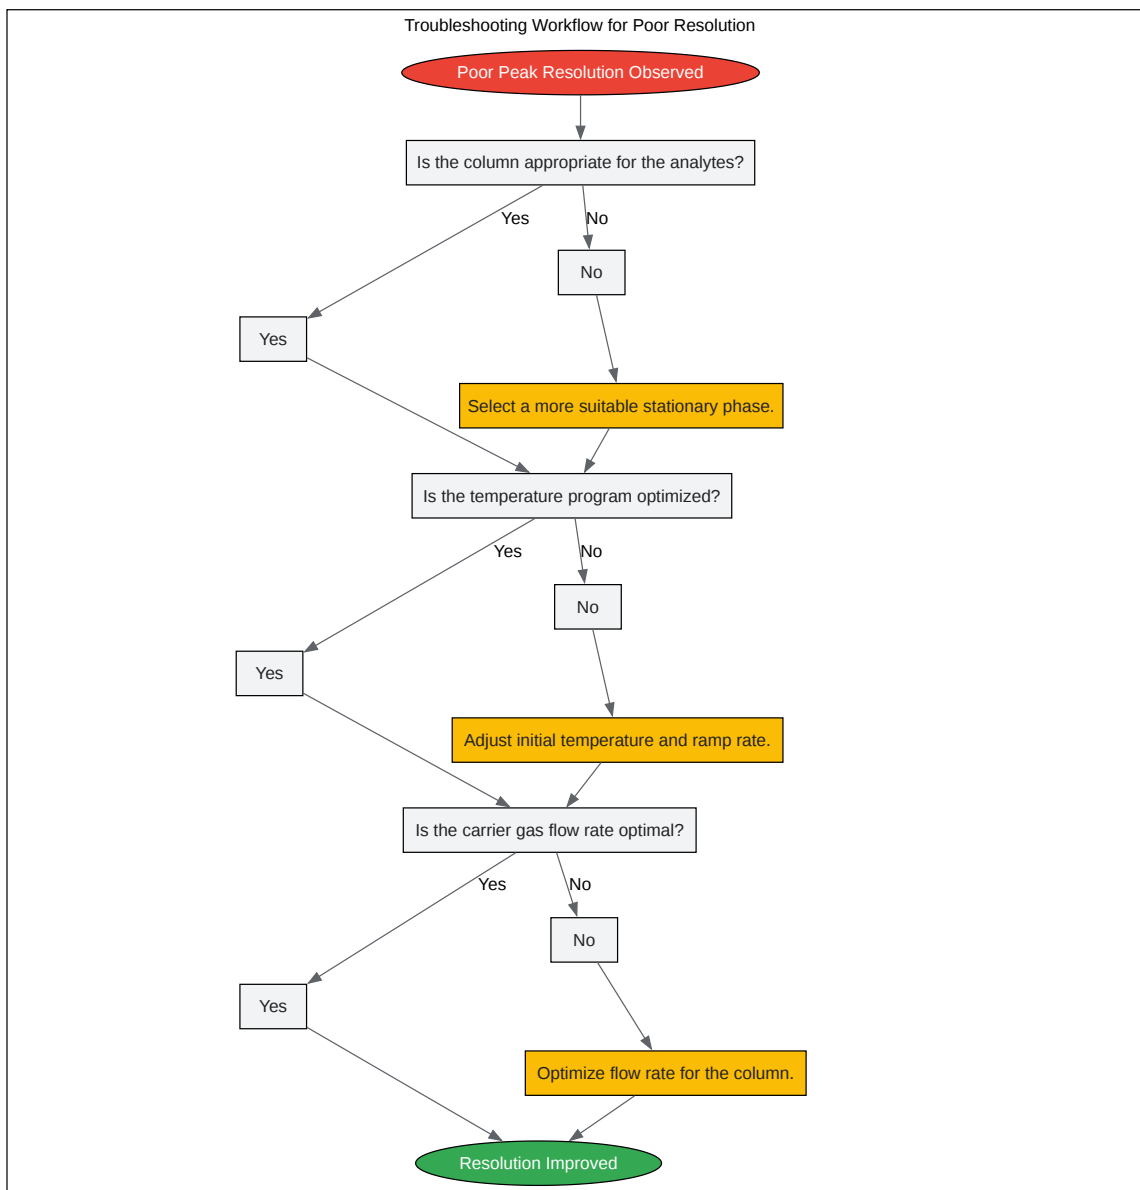 Troubleshooting Workflow for Poor Resolution
Poor Peak Resolution Observed
Is the column appropriate for the analytes?
Yes
No
No
Yes
Select a more suitable stationary phase.
Is the temperature program optimized?
Yes
No
No
Yes
Adjust initial temperature and ramp rate.
Is the carrier gas flow rate optimal?
Yes
No
No
Yes
Optimize flow rate for the column.
Resolution Improved